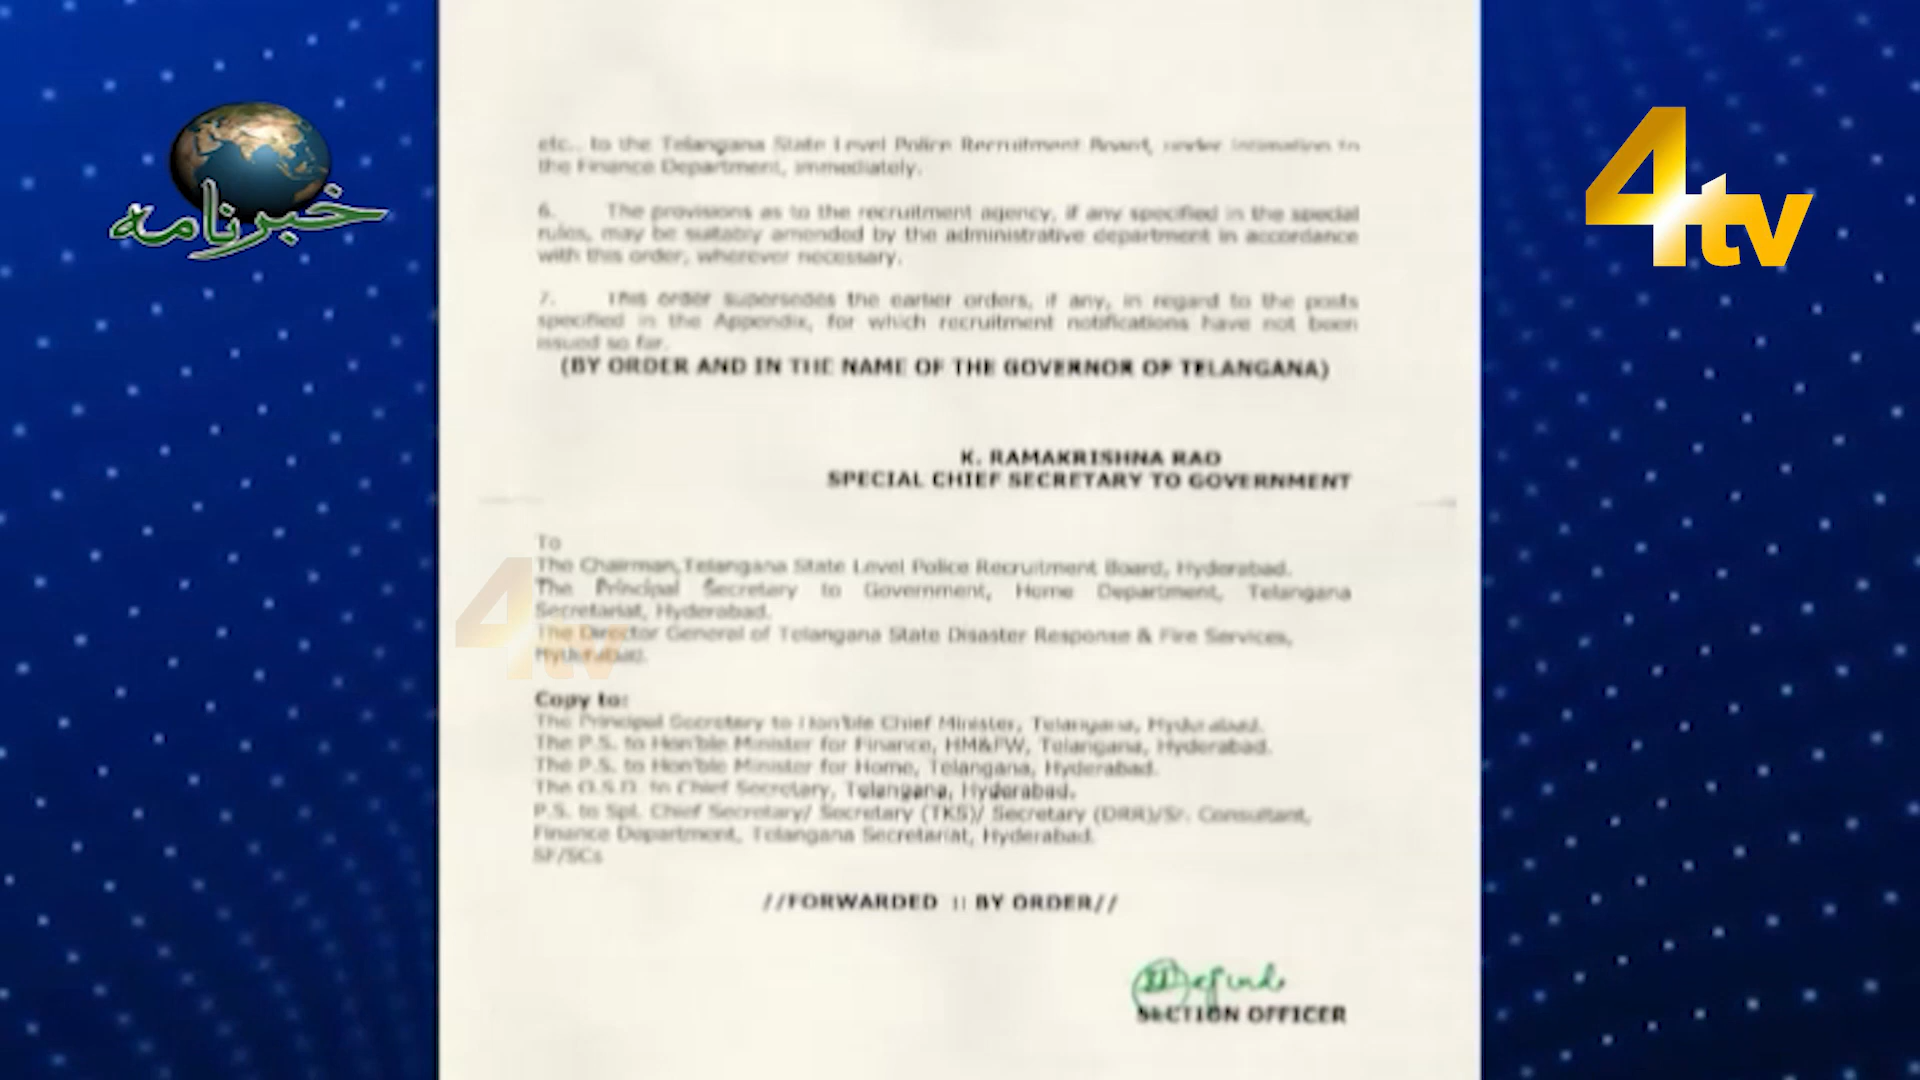 خبرنامہ
4tv
etc., to the Telangana State Level Police Recruitment Board, under intimation to
the Finance Department, immediately.
6. The provisions as to the recruitment agency, if any specified in the special
rules, may be suitably amended by the administrative department in accordance
with this order, wherever necessary.
7. This order supersedes the earlier orders, if any, in regard to the posts
specified in the Appendix, for which recruitment notifications have not been
issued so far.
(BY ORDER AND IN THE NAME OF THE GOVERNOR OF TELANGANA)
K. RAMAKRISHNA RAO
SPECIAL CHIEF SECRETARY TO GOVERNMENT
To
The Chairman,Telangana State Level Police Recruitment Board, Hyderabad.
The Principal Secretary to Government, Home Department, Telangana
Secretariat, Hyderabad.
The Director General of Telangana State Disaster Response & Fire Services,
Hyderabad.
4tv
Copy to:
The Principal Secretary to Hon'ble Chief Minister, Telangana, Hyderabad.
The P.S. to Hon'ble Minister for Finance, HM&FW, Telangana, Hyderabad.
The P.S. to Hon'ble Minister for Home, Telangana, Hyderabad.
The O.S.D. to Chief Secretary, Telangana, Hyderabad.
P.S. to Spl. Chief Secretary/ Secretary (TKS)/ Secretary (DRR)/Sr. Consultant,
Finance Department, Telangana Secretariat, Hyderabad.
SF/SCs
//FORWARDED :: BY ORDER//
SECTION OFFICER